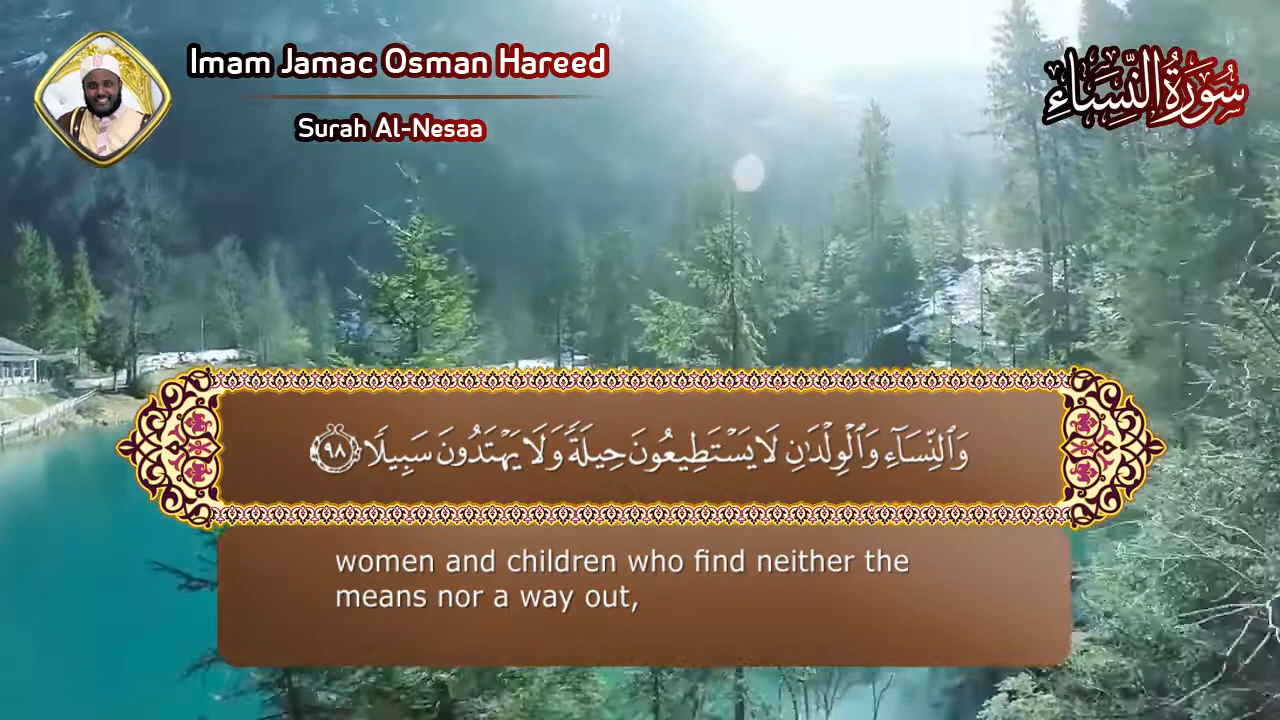 Imam Jamac Osman Hareed
Surah Al-Nesaa
سُورَةُ النِّسَاءِ
وَٱلنِّسَآءِ وَٱلْوِلْدَٰنِ لَا يَسْتَطِيعُونَ حِيلَةً وَلَا يَهْتَدُونَ سَبِيلًا ٩٨
women and children who find neither the
means nor a way out,